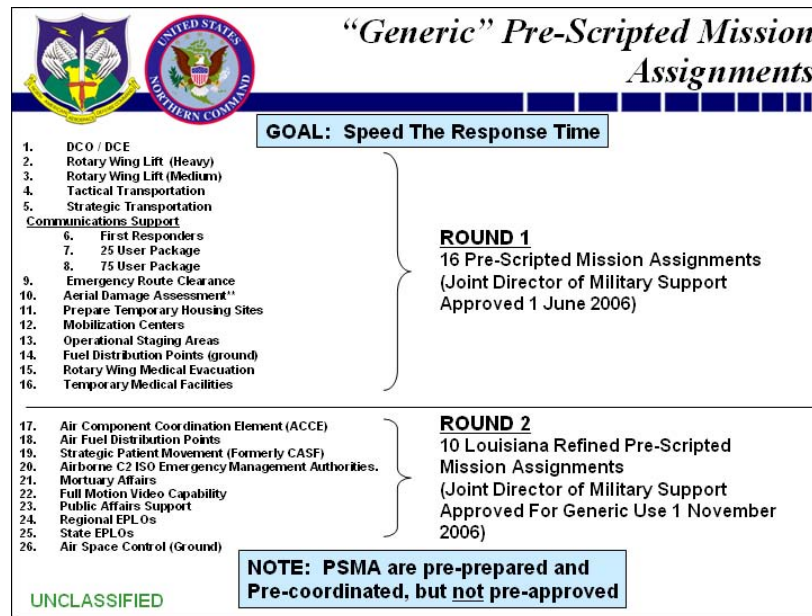 "Generic" Pre-Scripted Mission
Assignments
UNITED STATES
NORTHERN COMMAND
GOAL: Speed The Response Time
1. DCO / DCE
2. Rotary Wing Lift (Heavy)
3. Rotary Wing Lift (Medium)
4. Tactical Transportation
5. Strategic Transportation
Communications Support
6. First Responders
7. 25 User Package
8. 75 User Package
9. Emergency Route Clearance
10. Aerial Damage Assessment**
11. Prepare Temporary Housing Sites
12. Mobilization Centers
13. Operational Staging Areas
14. Fuel Distribution Points (ground)
15. Rotary Wing Medical Evacuation
16. Temporary Medical Facilities
ROUND 1
16 Pre-Scripted Mission Assignments
(Joint Director of Military Support
Approved 1 June 2006)
17. Air Component Coordination Element (ACCE)
18. Air Fuel Distribution Points
19. Strategic Patient Movement (Formerly CASF)
20. Airborne C2 ISO Emergency Management Authorities.
21. Mortuary Affairs
22. Full Motion Video Capability
23. Public Affairs Support
24. Regional EPLOs
25. State EPLOs
26. Air Space Control (Ground)
ROUND 2
10 Louisiana Refined Pre-Scripted
Mission Assignments
(Joint Director of Military Support
Approved For Generic Use 1 November
2006)
NOTE: PSMA are pre-prepared and
Pre-coordinated, but not pre-approved
UNCLASSIFIED